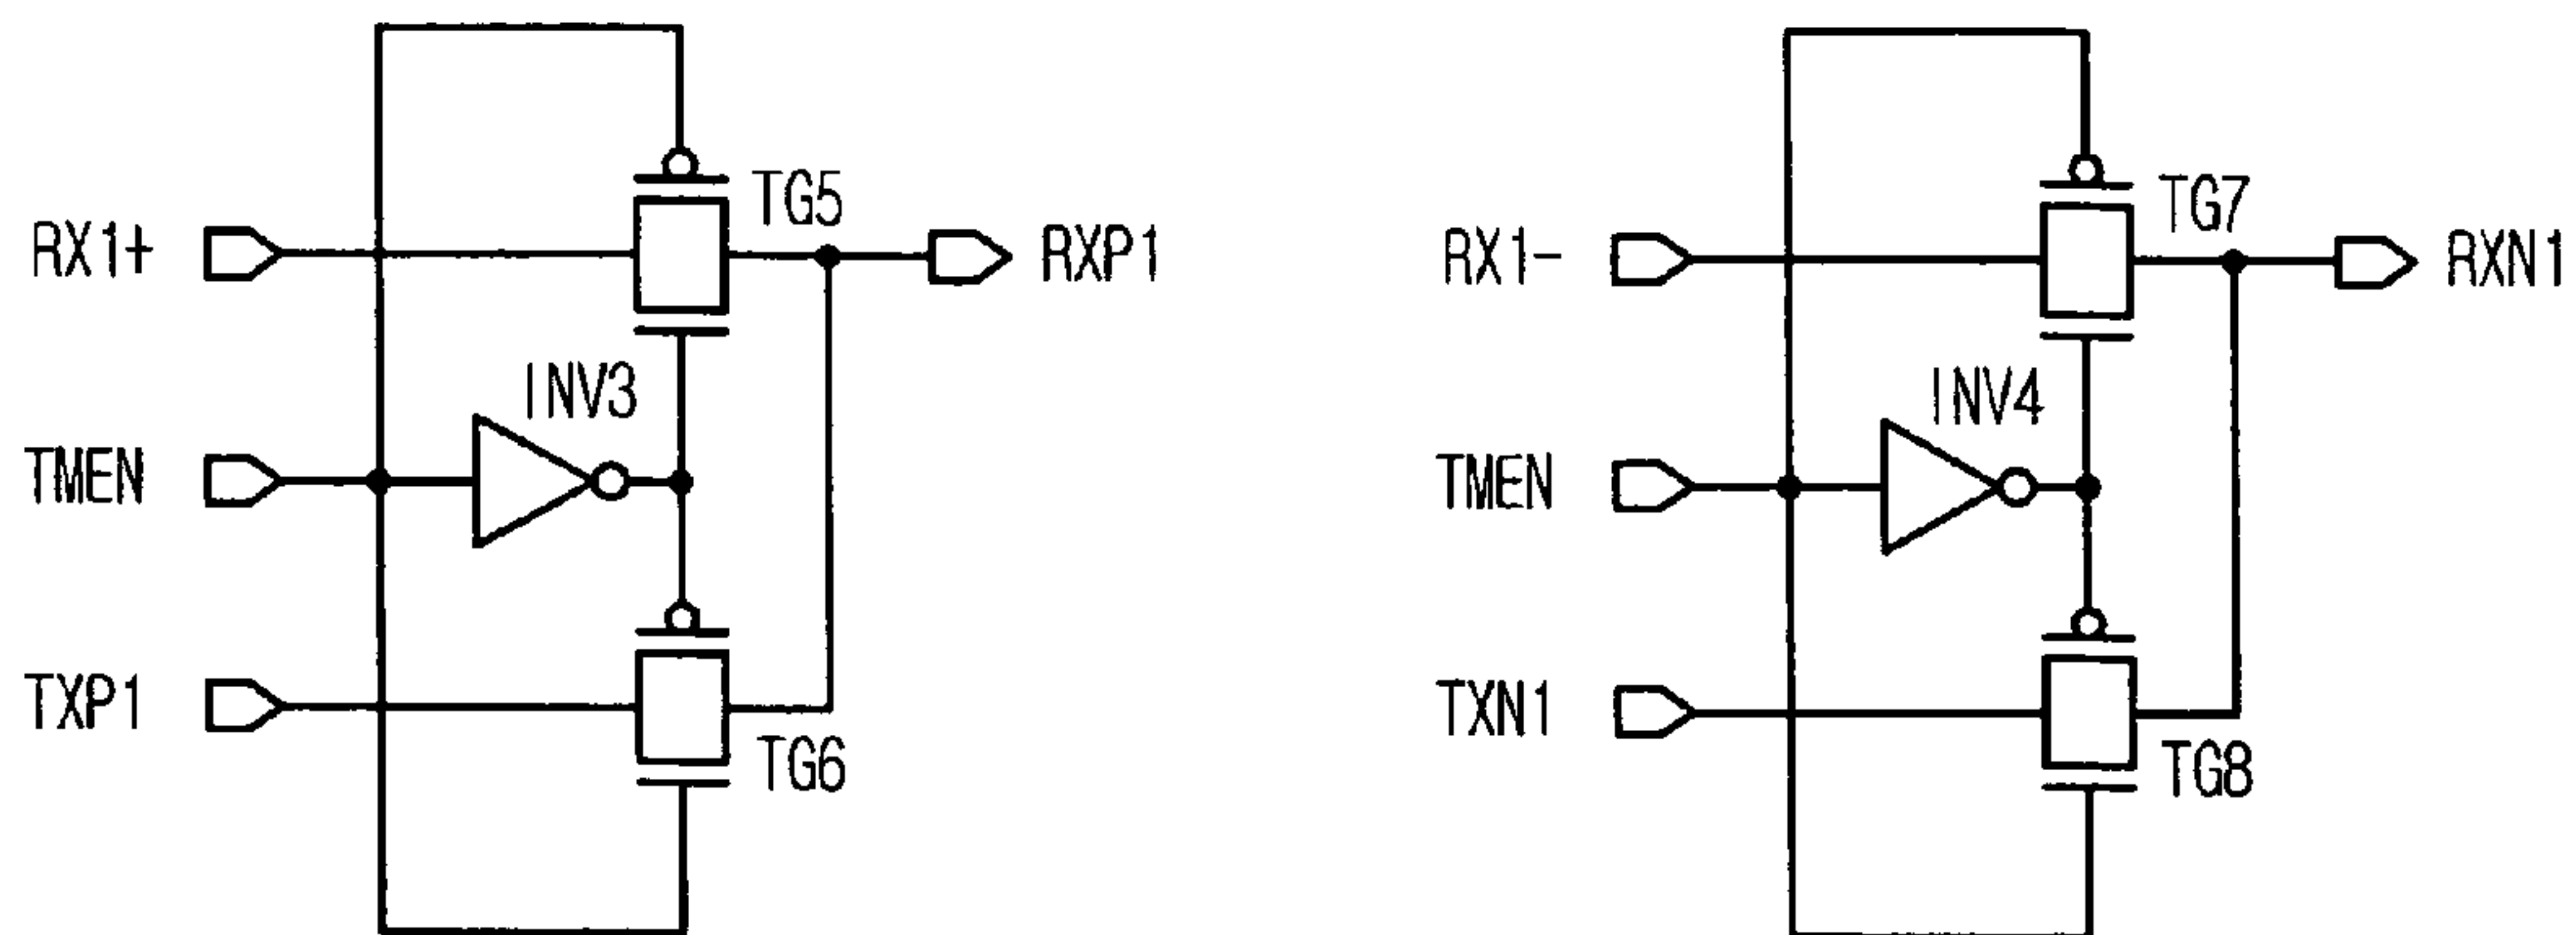 TG5
RX1+
RXP1
INV3
TMEN
TXP1
TG6
TG7
RX1-
RXN1
INV4
TMEN
TXN1
TG8